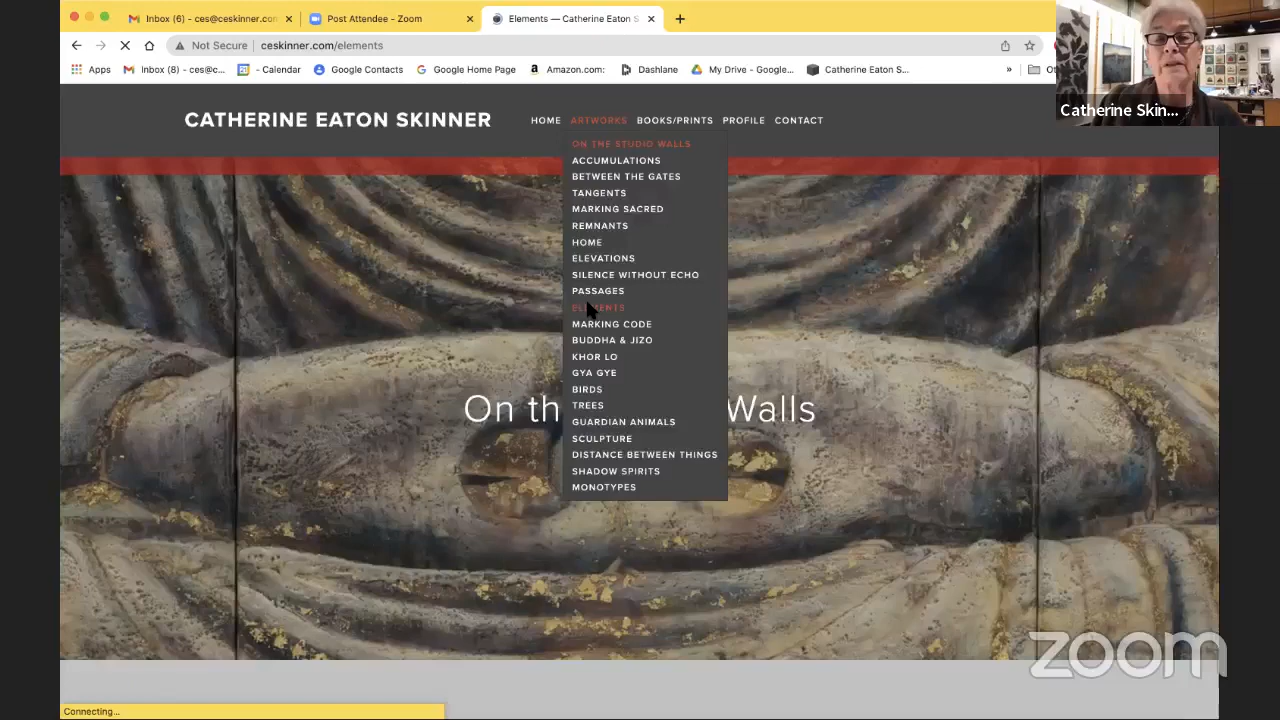 Inbox (6) - ces@ceskinner.con
Post Attendee - Zoom
Elements — Catherine Eaton S
Not Secure
ceskinner.com/elements
Apps
Inbox (8) - ces@c...
- Calendar
Google Contacts
Google Home Page
Amazon.com:
Dashlane
My Drive - Google...
Catherine Eaton S...
»
Ot
Catherine Skin...
CATHERINE EATON SKINNER
HOME
ARTWORKS
BOOKS/PRINTS
PROFILE
CONTACT
ON THE STUDIO WALLS
ACCUMULATIONS
BETWEEN THE GATES
TANGENTS
MARKING SACRED
REMNANTS
HOME
ELEVATIONS
SILENCE WITHOUT ECHO
PASSAGES
ELEMENTS
MARKING CODE
BUDDHA & JIZO
KHOR LO
GYA GYE
BIRDS
TREES
GUARDIAN ANIMALS
SCULPTURE
DISTANCE BETWEEN THINGS
SHADOW SPIRITS
MONOTYPES
On th Walls
zoom
Connecting...